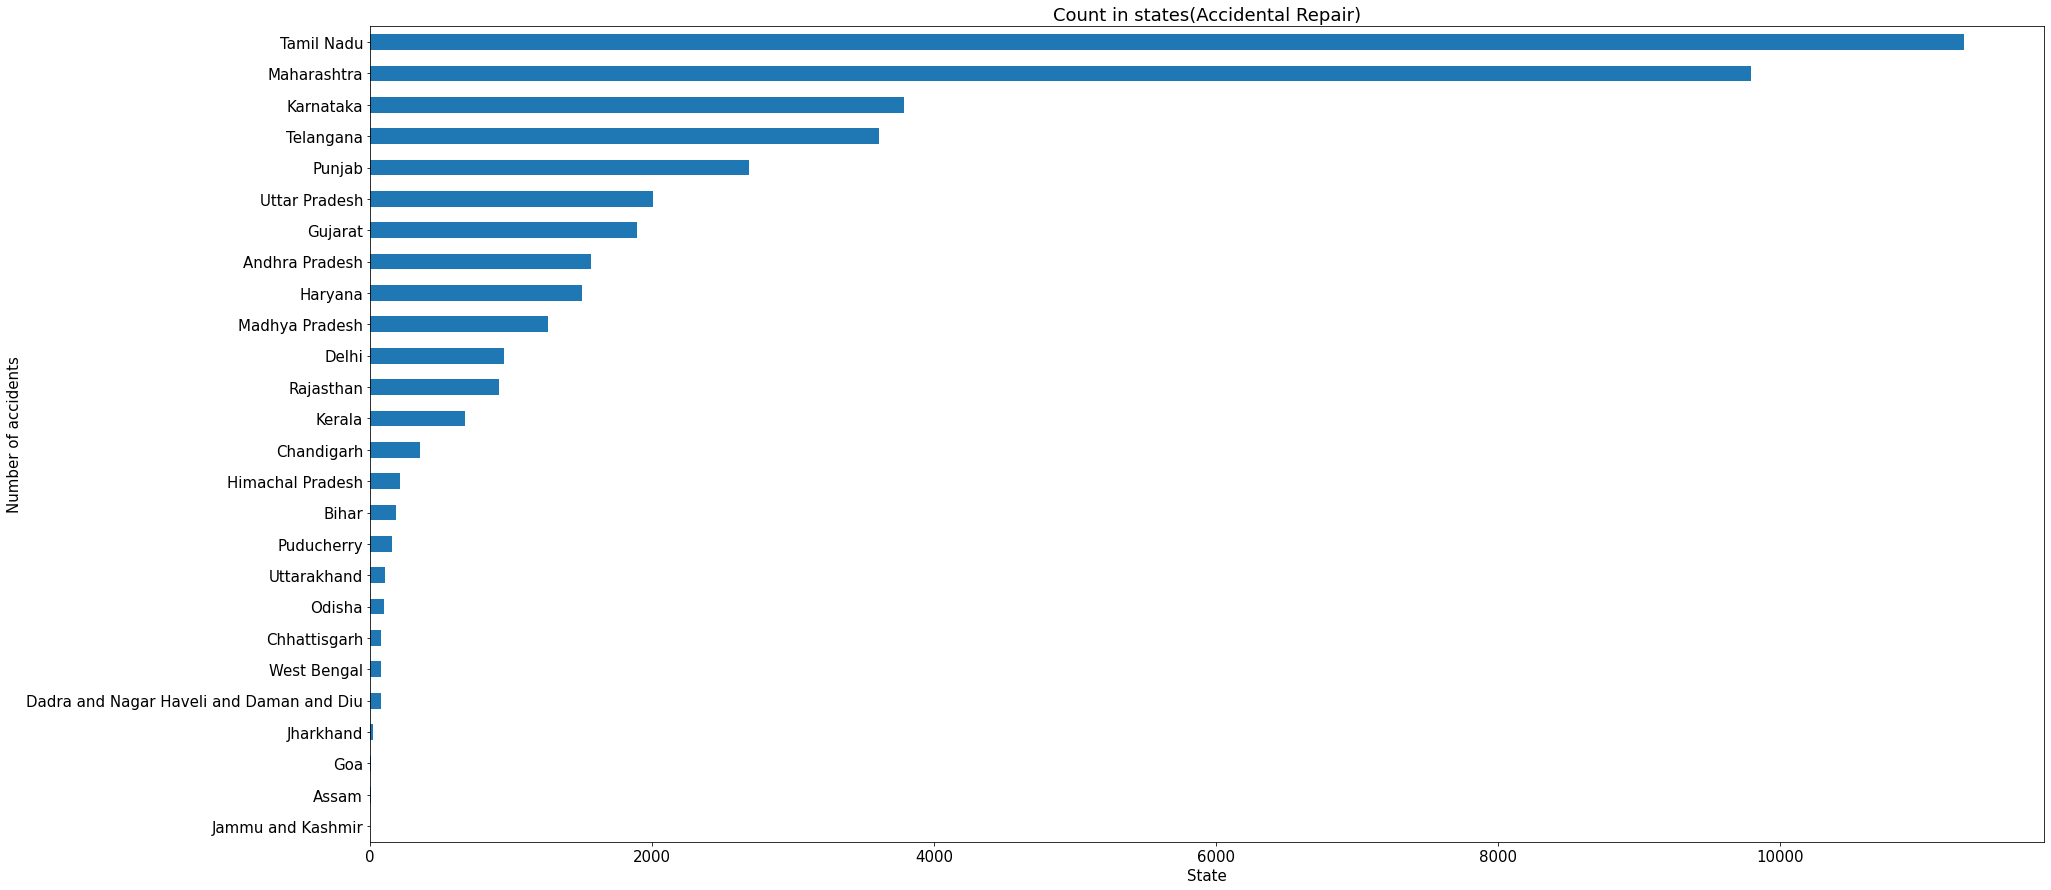 Count in states(Accidental Repair)
Number of accidents
Tamil Nadu
Maharashtra
Karnataka
Telangana
Punjab
Uttar Pradesh
Gujarat
Andhra Pradesh
Haryana
Madhya Pradesh
Delhi
Rajasthan
Kerala
Chandigarh
Himachal Pradesh
Bihar
Puducherry
Uttarakhand
Odisha
Chhattisgarh
West Bengal
Dadra and Nagar Haveli and Daman and Diu
Jharkhand
Goa
Assam
Jammu and Kashmir
0 2000 4000 6000 8000 10000
State